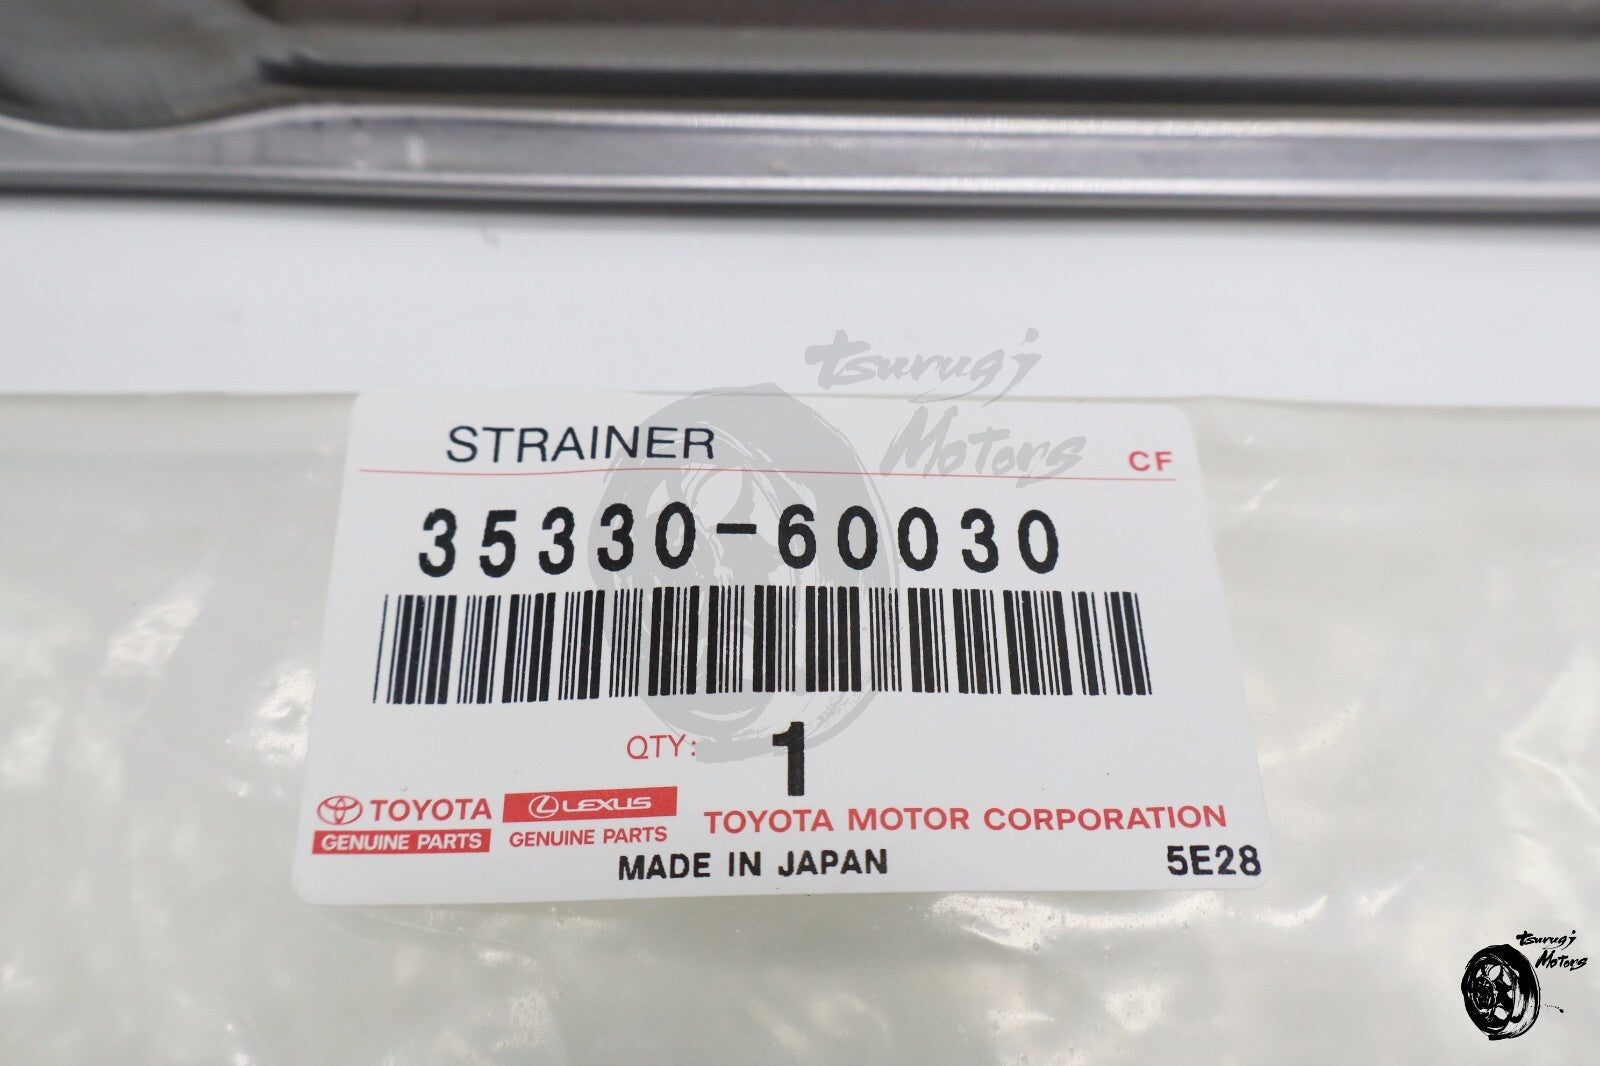 tsurugi
Motors
STRAINER
CF
35330-60030
QTY: 1
TOYOTA
GENUINE PARTS
LEXUS
GENUINE PARTS
TOYOTA MOTOR CORPORATION
MADE IN JAPAN
5E28
tsurugi
Motors